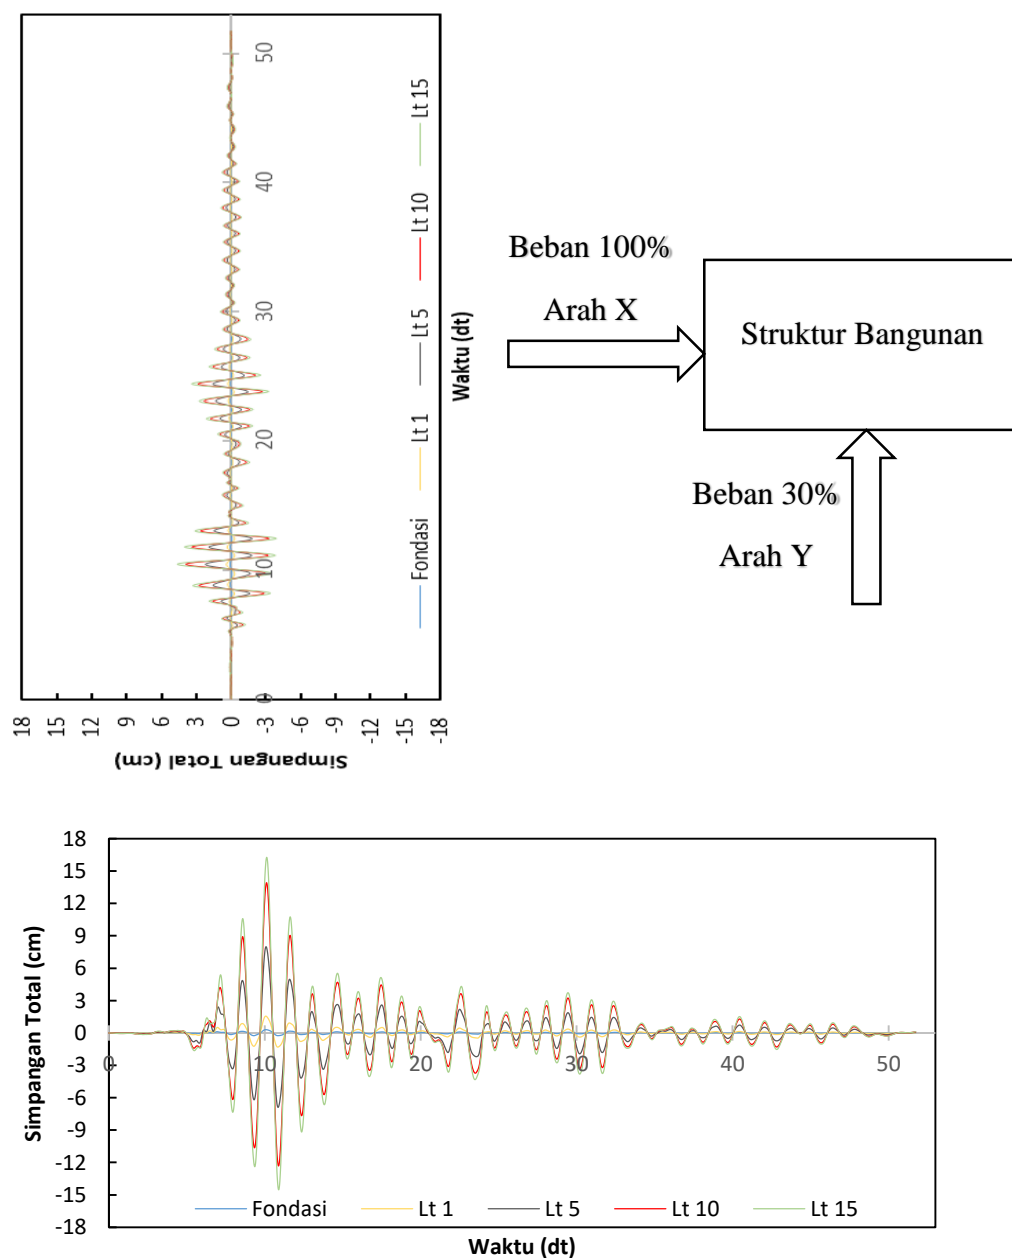 18
15
12
9
6
3
0
-3
-6
-9
-12
-15
-18
Simpangan Total (cm)
0
10
20
30
40
50
Waktu (dt)
Fondasi
Lt 1
Lt 5
Lt 10
Lt 15
Beban 100%
Arah X
Struktur Bangunan
Beban 30%
Arah Y
18
15
12
9
6
3
0
-3
-6
-9
-12
-15
-18
Simpangan Total (cm)
0
10
20
30
40
50
Fondasi
Lt 1
Lt 5
Lt 10
Lt 15
Waktu (dt)